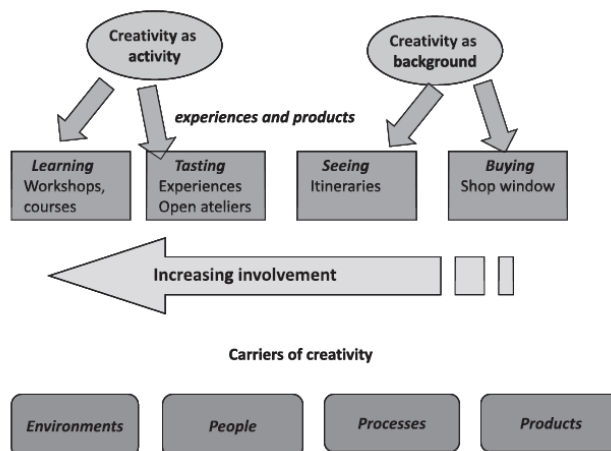 Creativity as
activity
Creativity as
background
experiences and products
Learning
Workshops,
courses
Tasting
Experiences
Open ateliers
Seeing
Itineraries
Buying
Shop window
Increasing involvement
Carriers of creativity
Environments
People
Processes
Products